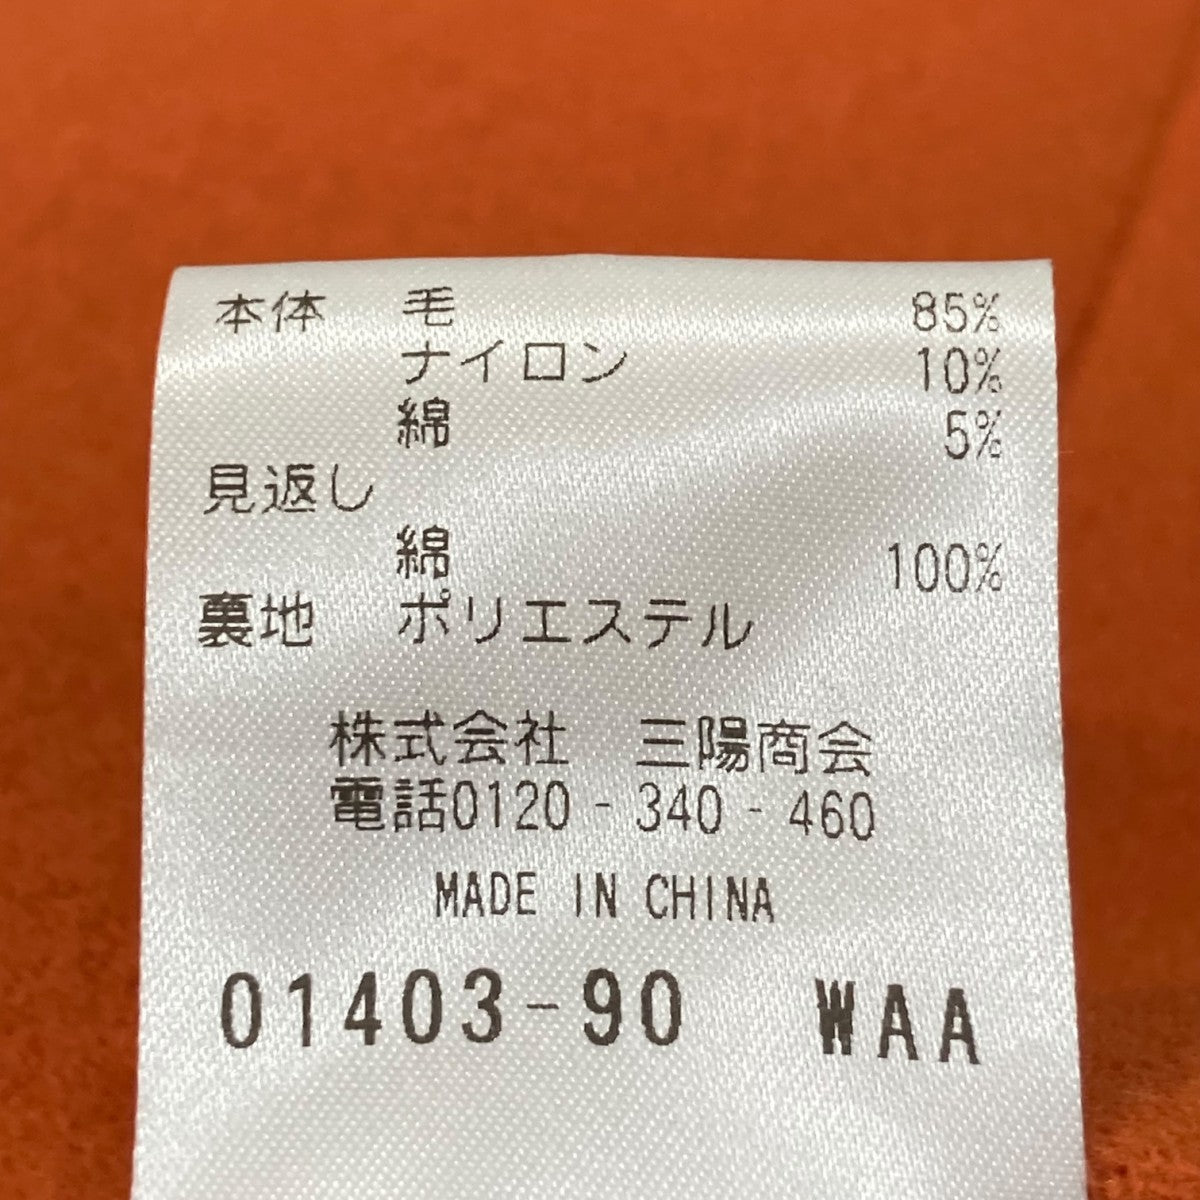 本体 毛 85%
ナイロン 10%
綿 5%
見返し
綿 100%
裏地 ポリエステル
株式会社 三陽商会
電話0120-340-460
MADE IN CHINA
01403-90 WAA